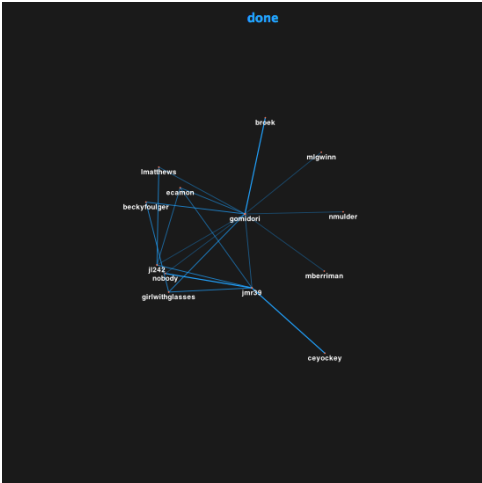 done
broek
mlgwinn
lmatthews
ecamon
beckyfoulger
gomidori
nmulder
jl242
nobody
mberriman
girlwithglasses
jmr39
ceyockey